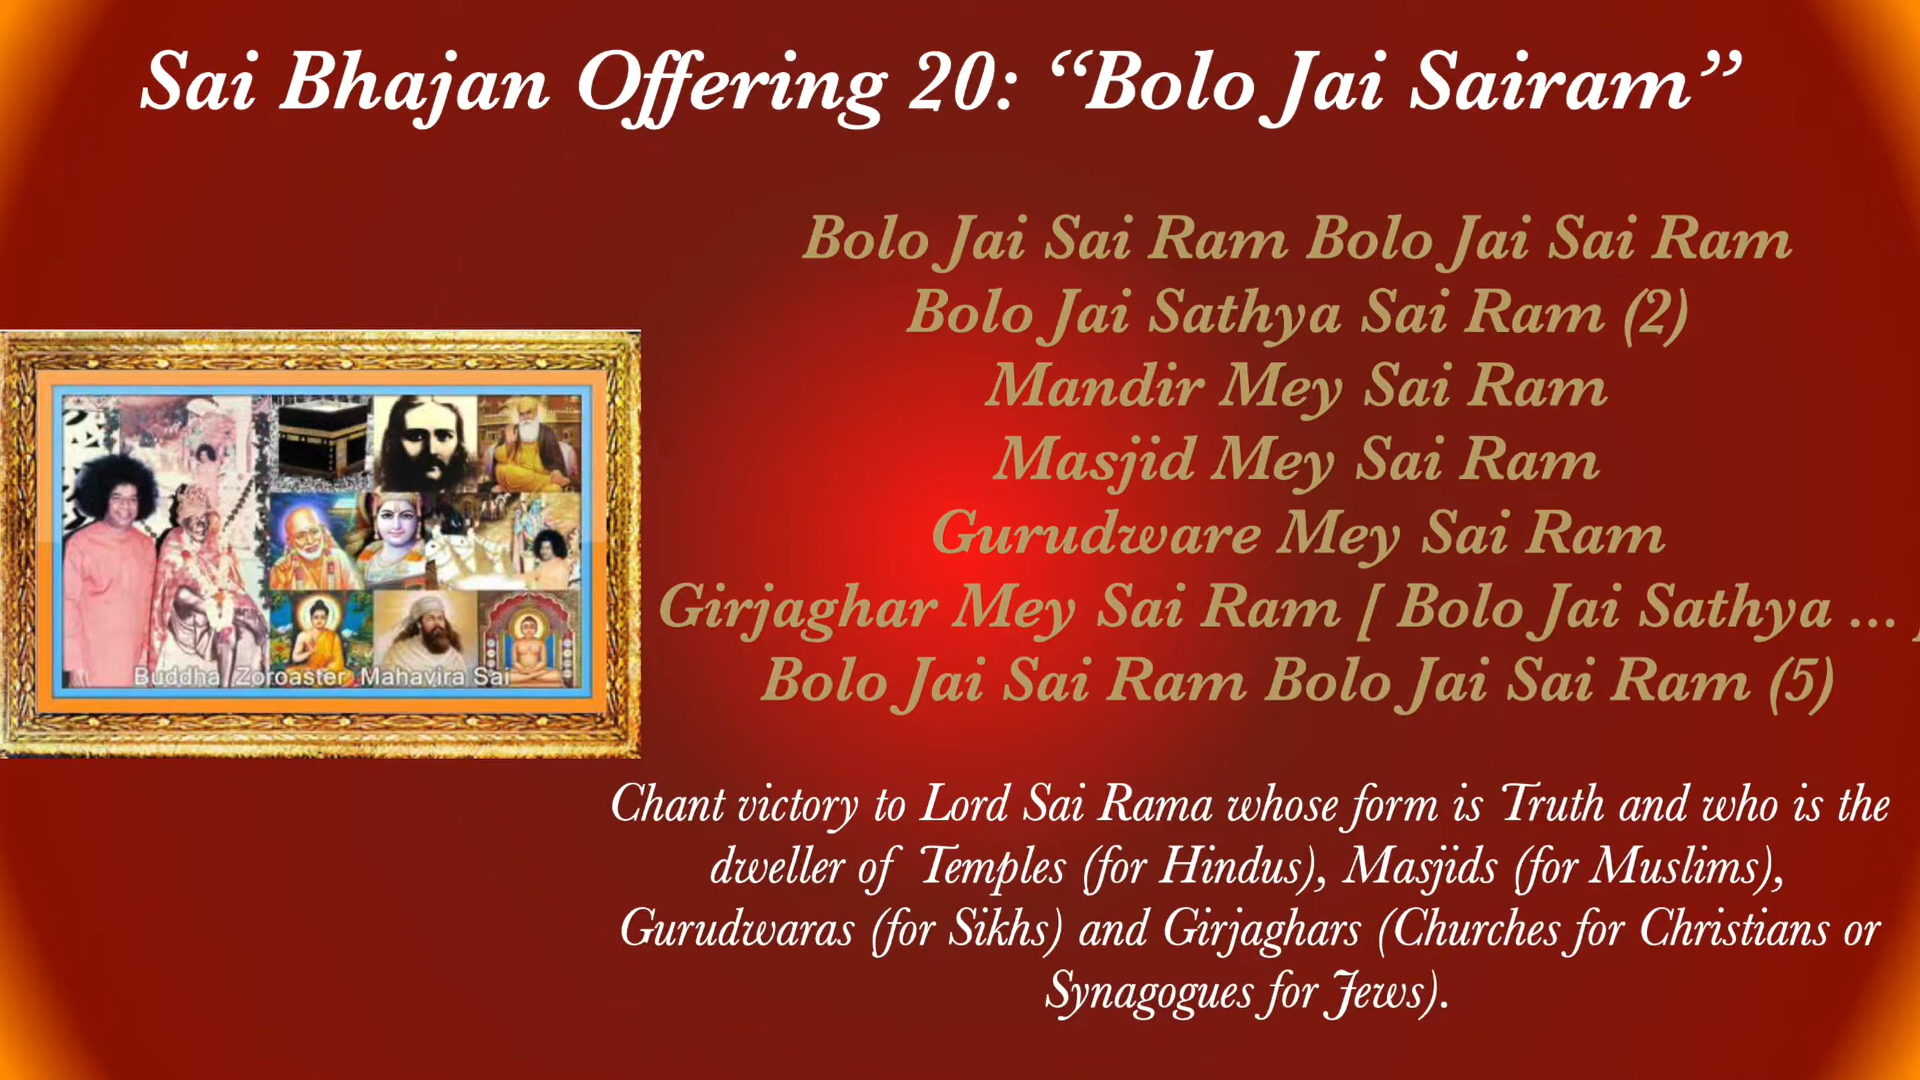 Sai Bhajan Offering 20: “Bolo Jai Sairam”
Bolo Jai Sai Ram Bolo Jai Sai Ram
Bolo Jai Sathya Sai Ram (2)
Mandir Mey Sai Ram
Masjid Mey Sai Ram
Gurudware Mey Sai Ram
Girjaghar Mey Sai Ram [ Bolo Jai Sathya ... ]
Bolo Jai Sai Ram Bolo Jai Sai Ram (5)
Buddha Zoroaster Mahavira Sai
Chant victory to Lord Sai Rama whose form is Truth and who is the
dweller of Temples (for Hindus), Masjids (for Muslims),
Gurudwaras (for Sikhs) and Girjaghars (Churches for Christians or
Synagogues for Jews).